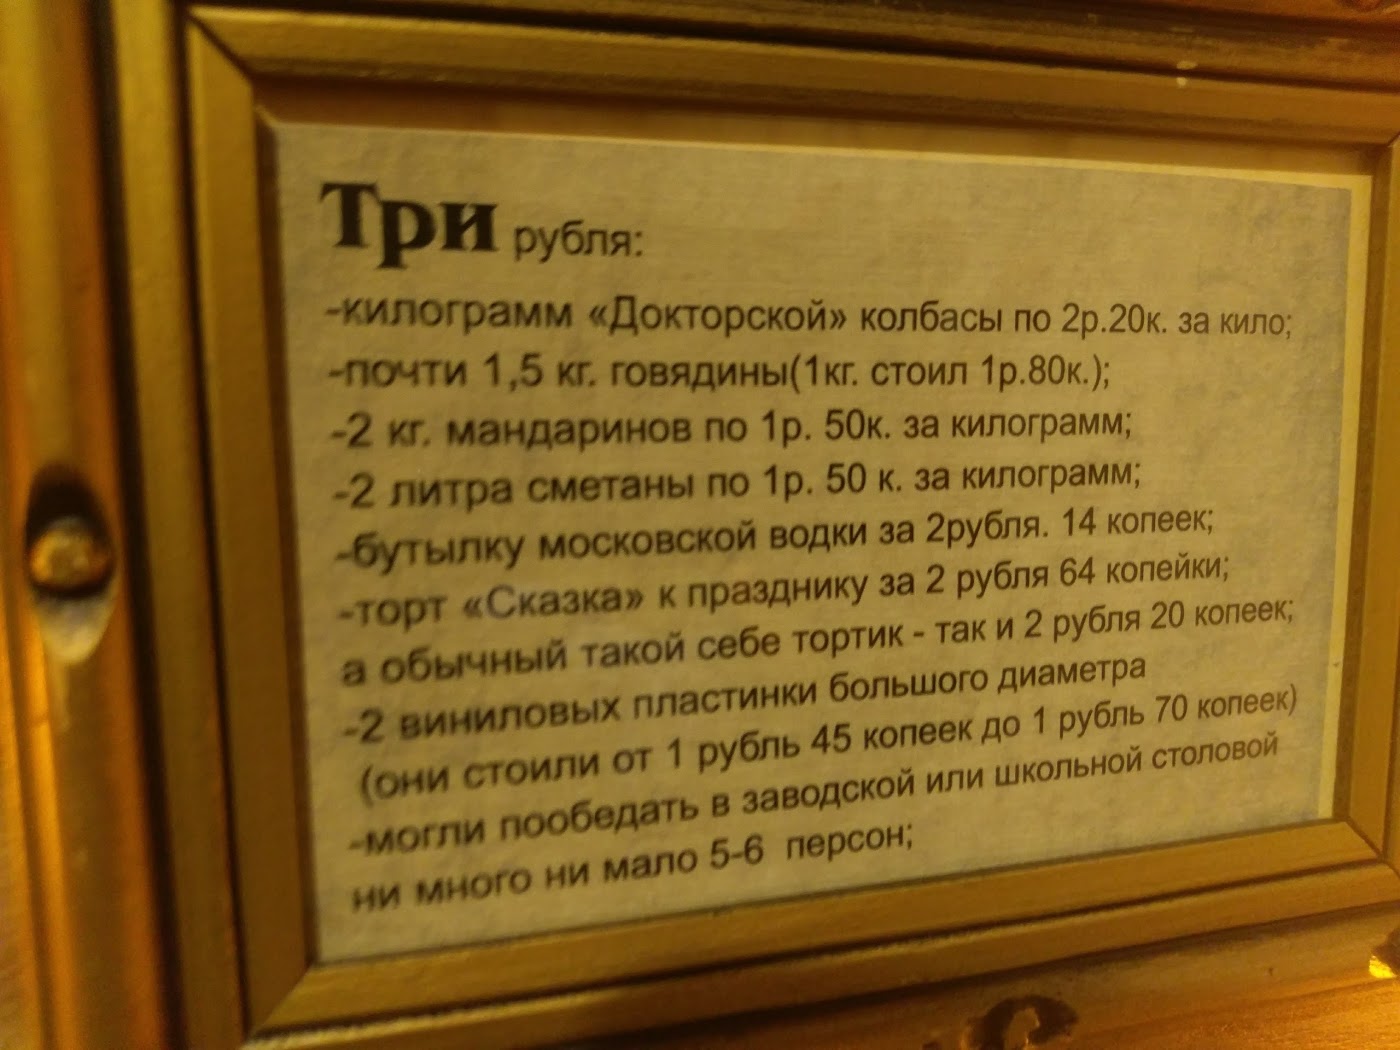 Три рубля:
-килограмм «Докторской» колбасы по 2р.20к. за кило;
-почти 1,5 кг. говядины(1кг. стоил 1р.80к.);
-2 кг. мандаринов по 1р. 50к. за килограмм;
-2 литра сметаны по 1р. 50 к. за килограмм;
-бутылку московской водки за 2рубля. 14 копеек;
-торт «Сказка» к празднику за 2 рубля 64 копейки;
а обычный такой себе тортик - так и 2 рубля 20 копеек;
-2 виниловых пластинки большого диаметра
(они стоили от 1 рубль 45 копеек до 1 рубль 70 копеек)
-могли пообедать в заводской или школьной столовой
ни много ни мало 5-6 персон;